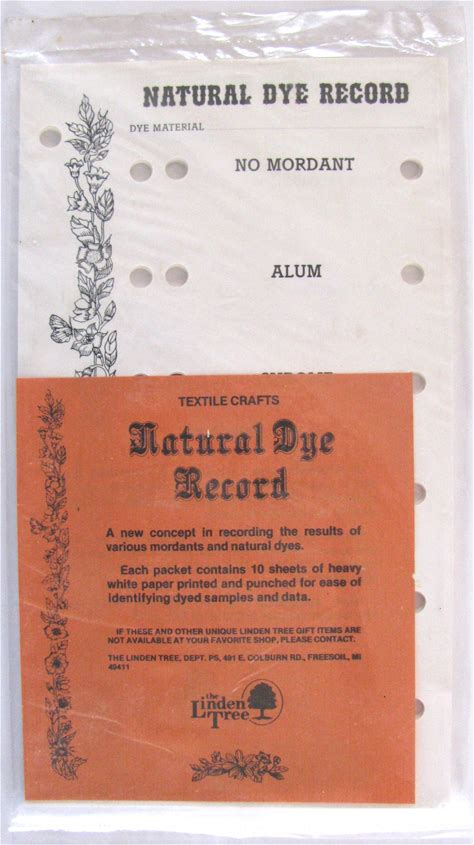 NATURAL DYE RECORD
DYE MATERIAL
NO MORDANT
ALUM
CHROME
TEXTILE CRAFTS
Natural Dye
Record
A new concept in recording the results of
various mordants and natural dyes.
Each packet contains 10 sheets of heavy
white paper printed and punched for ease of
identifying dyed samples and data.
IF THESE AND OTHER UNIQUE LINDEN TREE GIFT ITEMS ARE
NOT AVAILABLE AT YOUR FAVORITE SHOP, PLEASE CONTACT.
THE LINDEN TREE, DEPT. PS, 491 E. COLBURN RD., FREESOIL, MI
49411
the
Linden
Tree